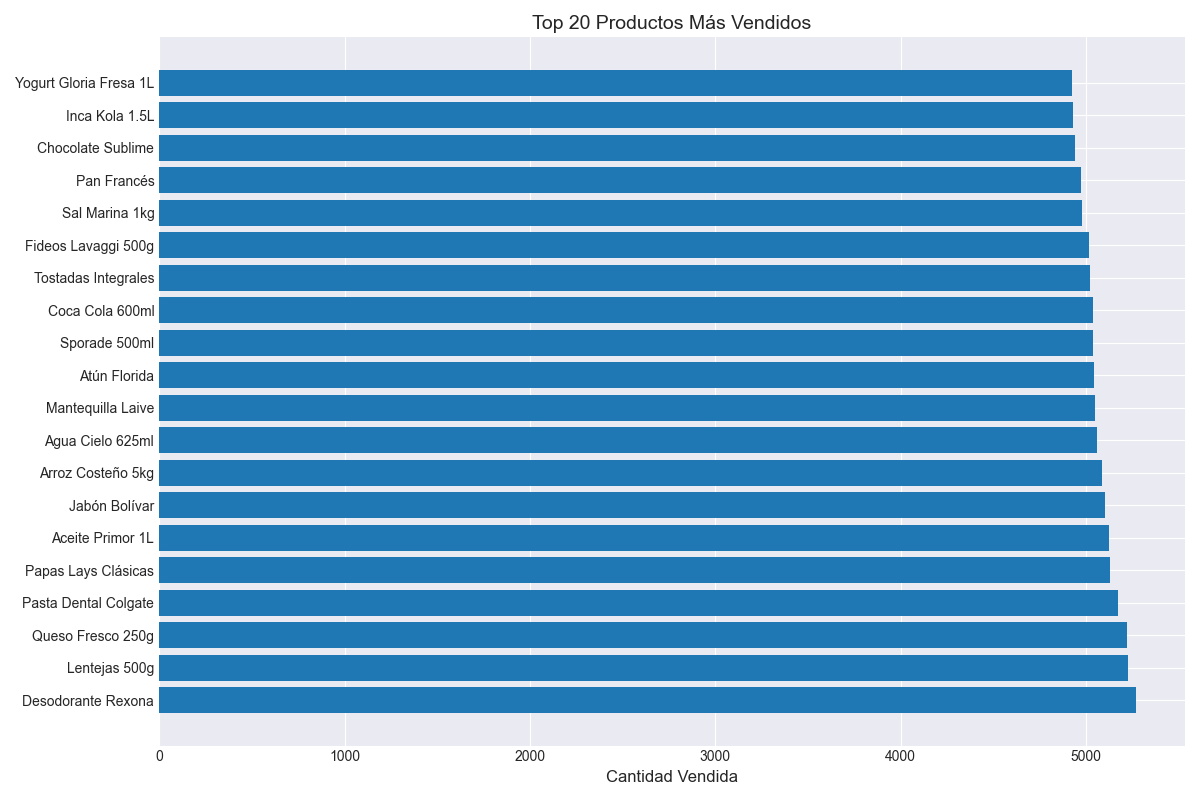 Top 20 Productos Más Vendidos
Yogurt Gloria Fresa 1L
Inca Kola 1.5L
Chocolate Sublime
Pan Francés
Sal Marina 1kg
Fideos Lavaggi 500g
Tostadas Integrales
Coca Cola 600ml
Sporade 500ml
Atún Florida
Mantequilla Laive
Agua Cielo 625ml
Arroz Costeño 5kg
Jabón Bolívar
Aceite Primor 1L
Papas Lays Clásicas
Pasta Dental Colgate
Queso Fresco 250g
Lentejas 500g
Desodorante Rexona
0 1000 2000 3000 4000 5000
Cantidad Vendida